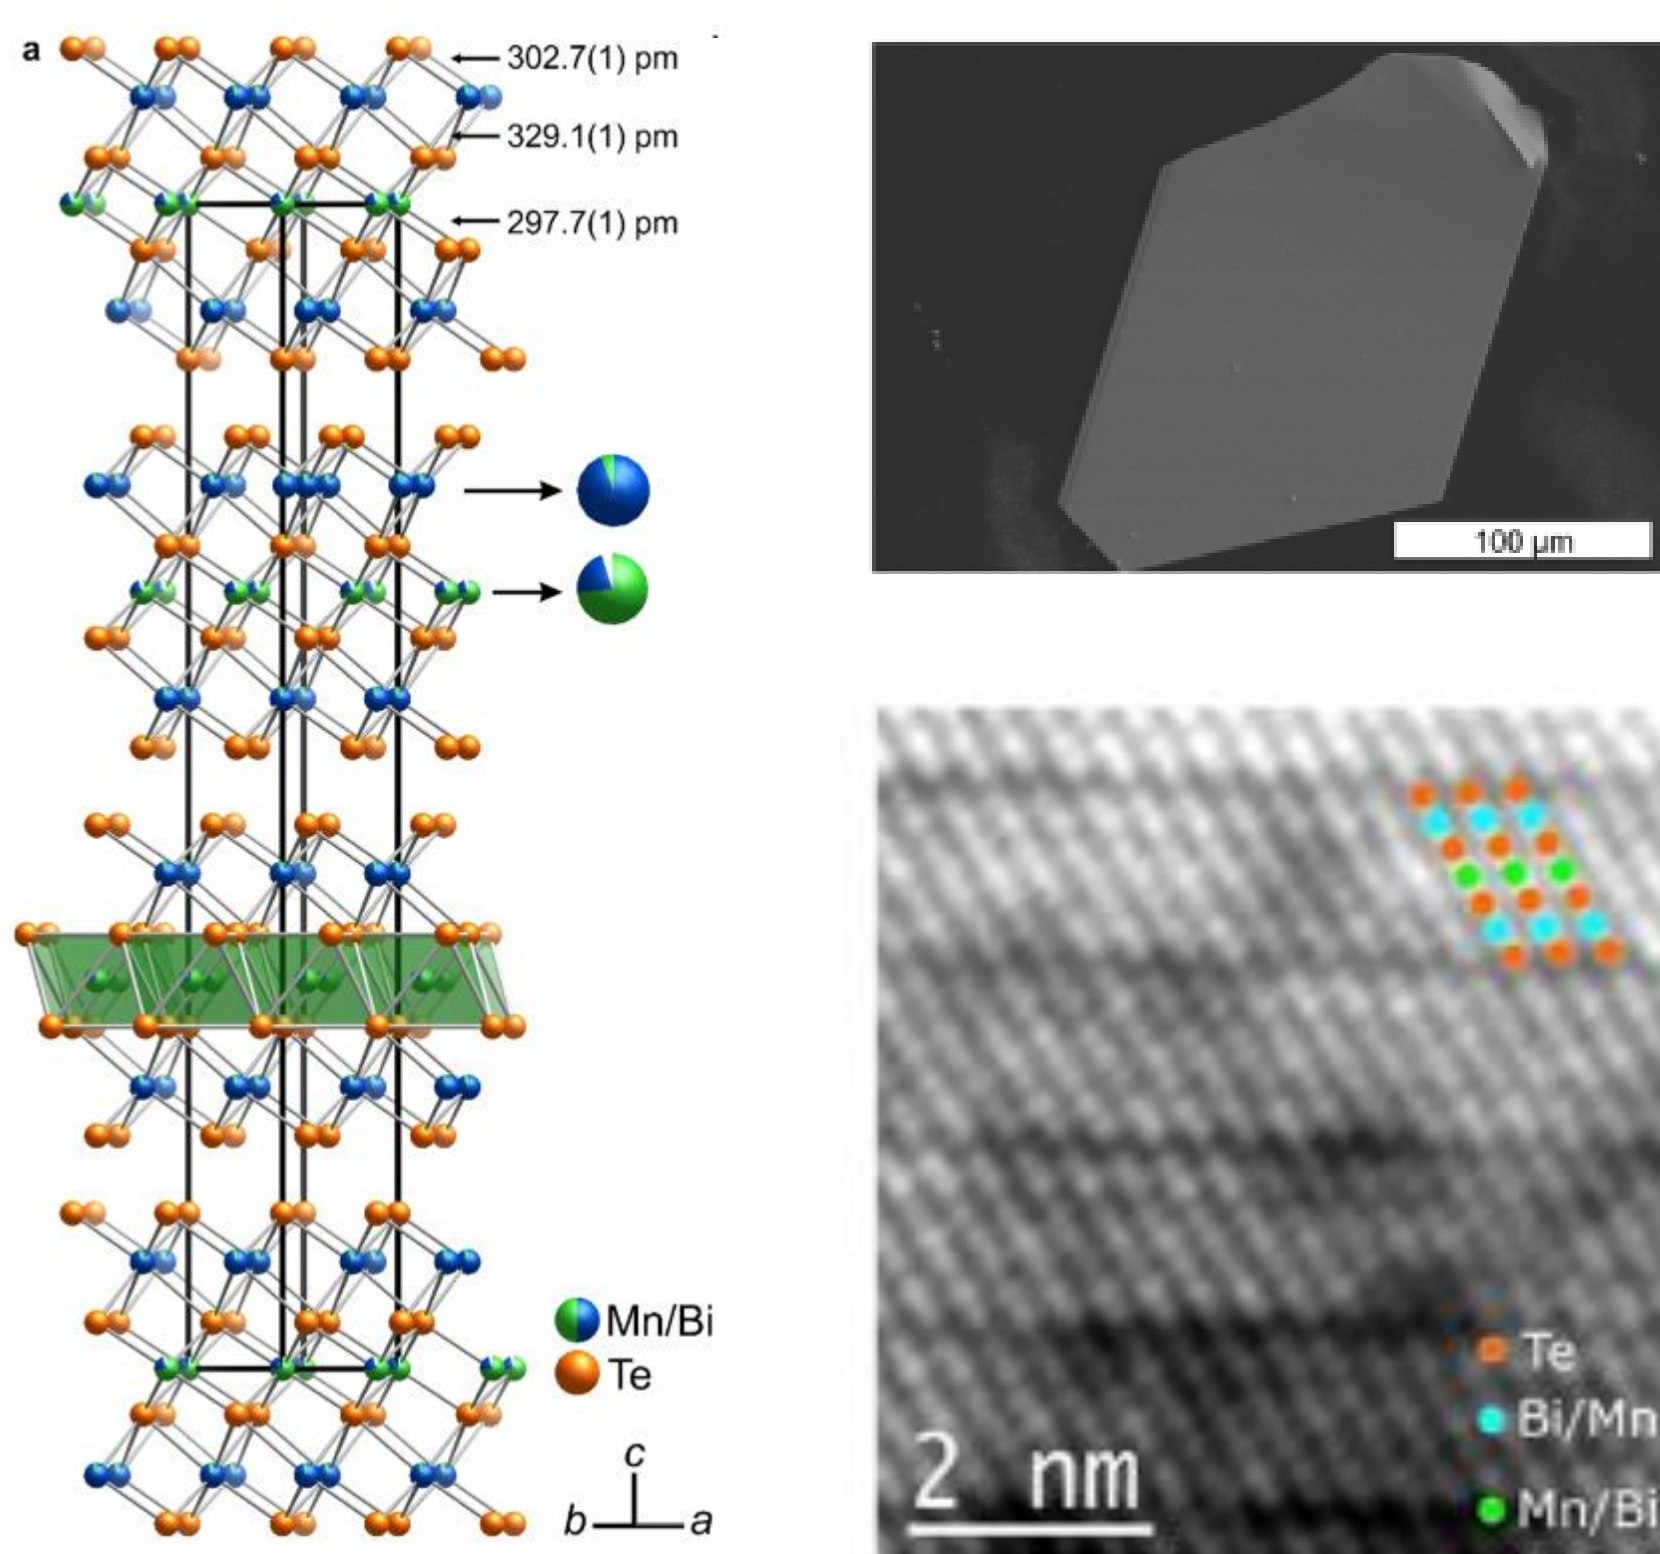 a
302.7(1) pm
329.1(1) pm
297.7(1) pm
Mn/Bi
Te
c
b
a
100 µm
Te
Bi/Mn
Mn/Bi
2 nm